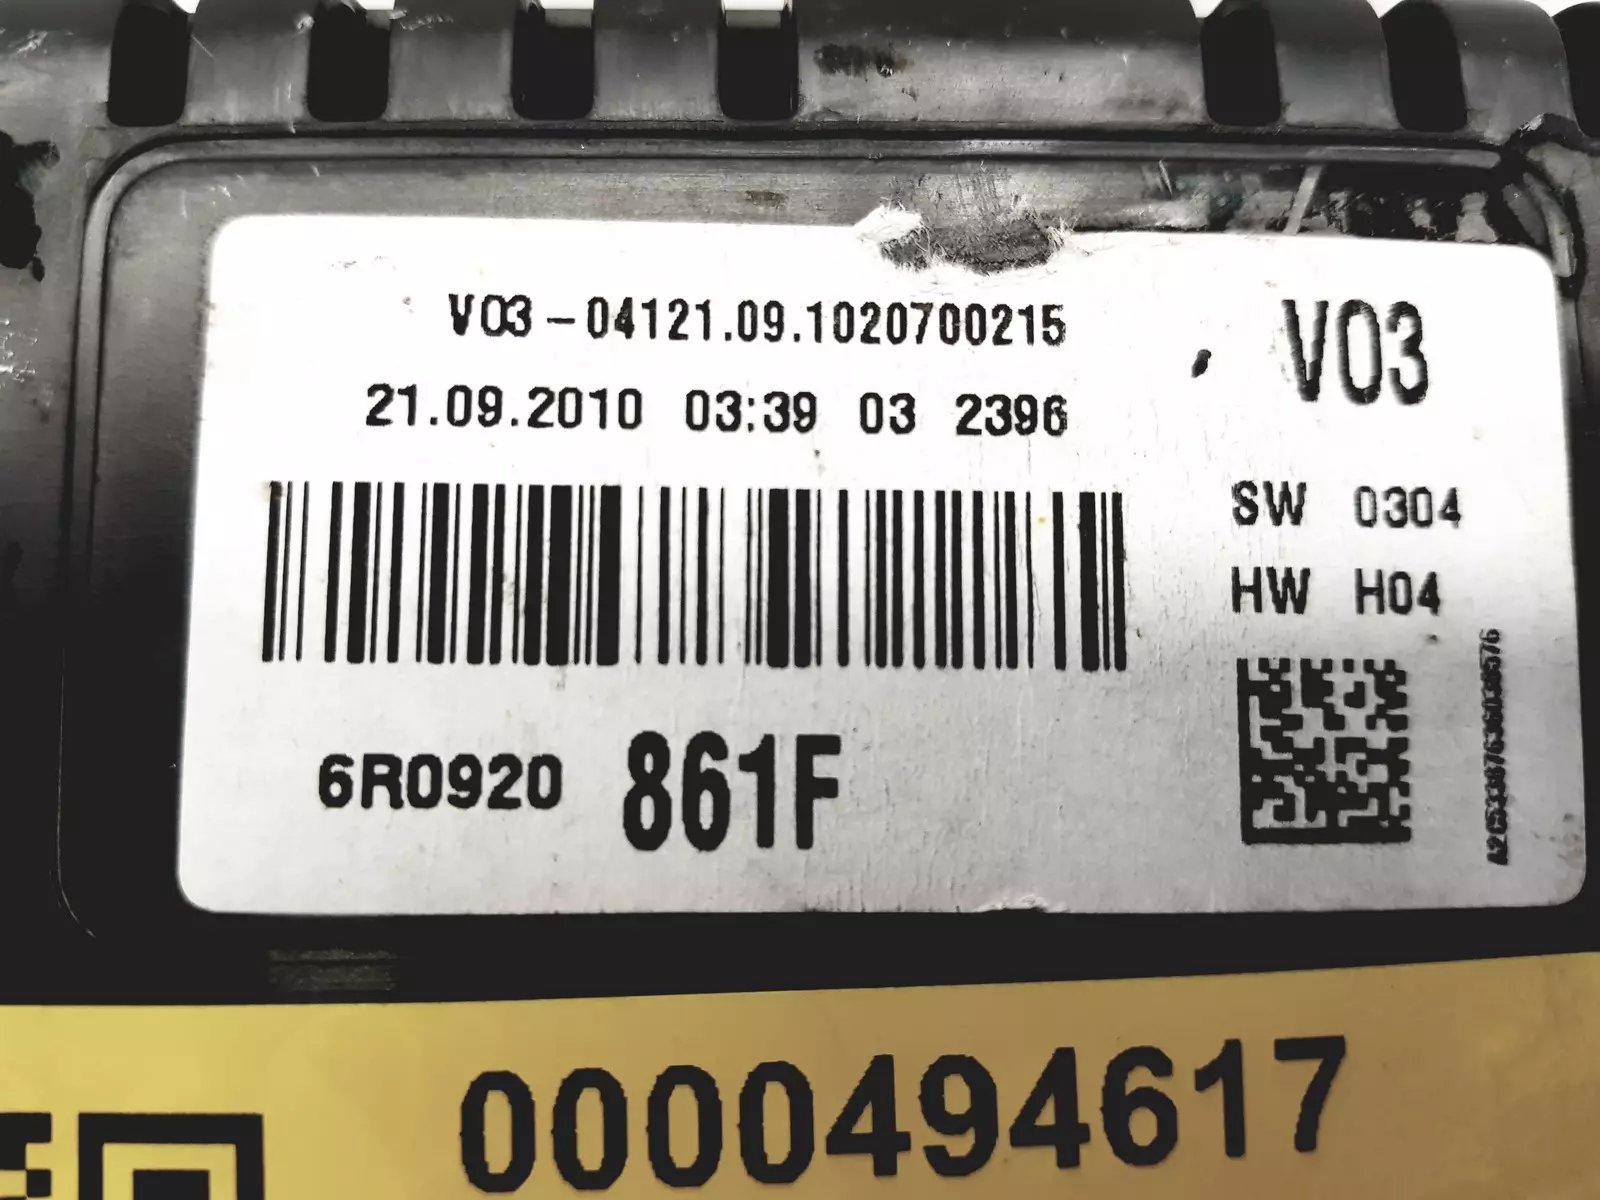 V03-04121.09.1020700215
V03
21.09.2010 03:39 03 2396
SW 0304
HW H04
6R0920 861F
0000494617